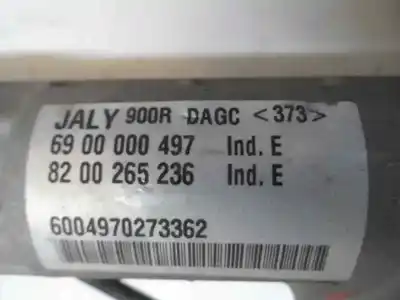 JALY 900R DAGC <373>
69 00 000 497 Ind. E
82 00 265 236 Ind. E
6004970273362